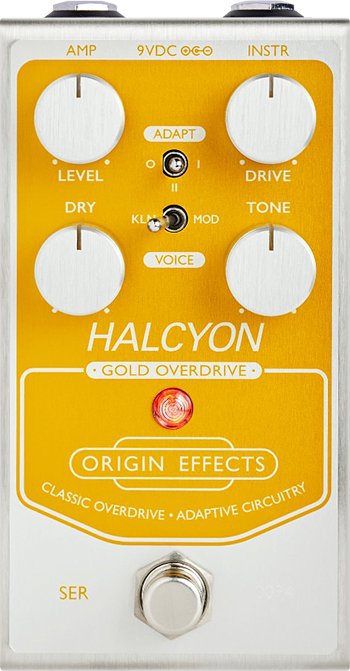 AMP 9VDC INSTR
ADAPT
O I
II
LEVEL DRIVE
DRY TONE
KLN MOD
VOICE
HALCYON
• GOLD OVERDRIVE •
ORIGIN EFFECTS
CLASSIC OVERDRIVE • ADAPTIVE CIRCUITRY
SER